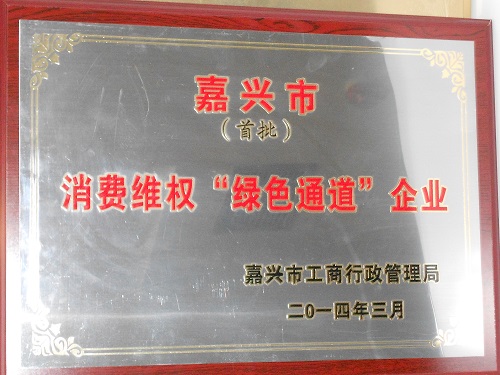 嘉兴市
（首批）
消费维权“绿色通道”企业
嘉兴市工商行政管理局
二〇一四年三月